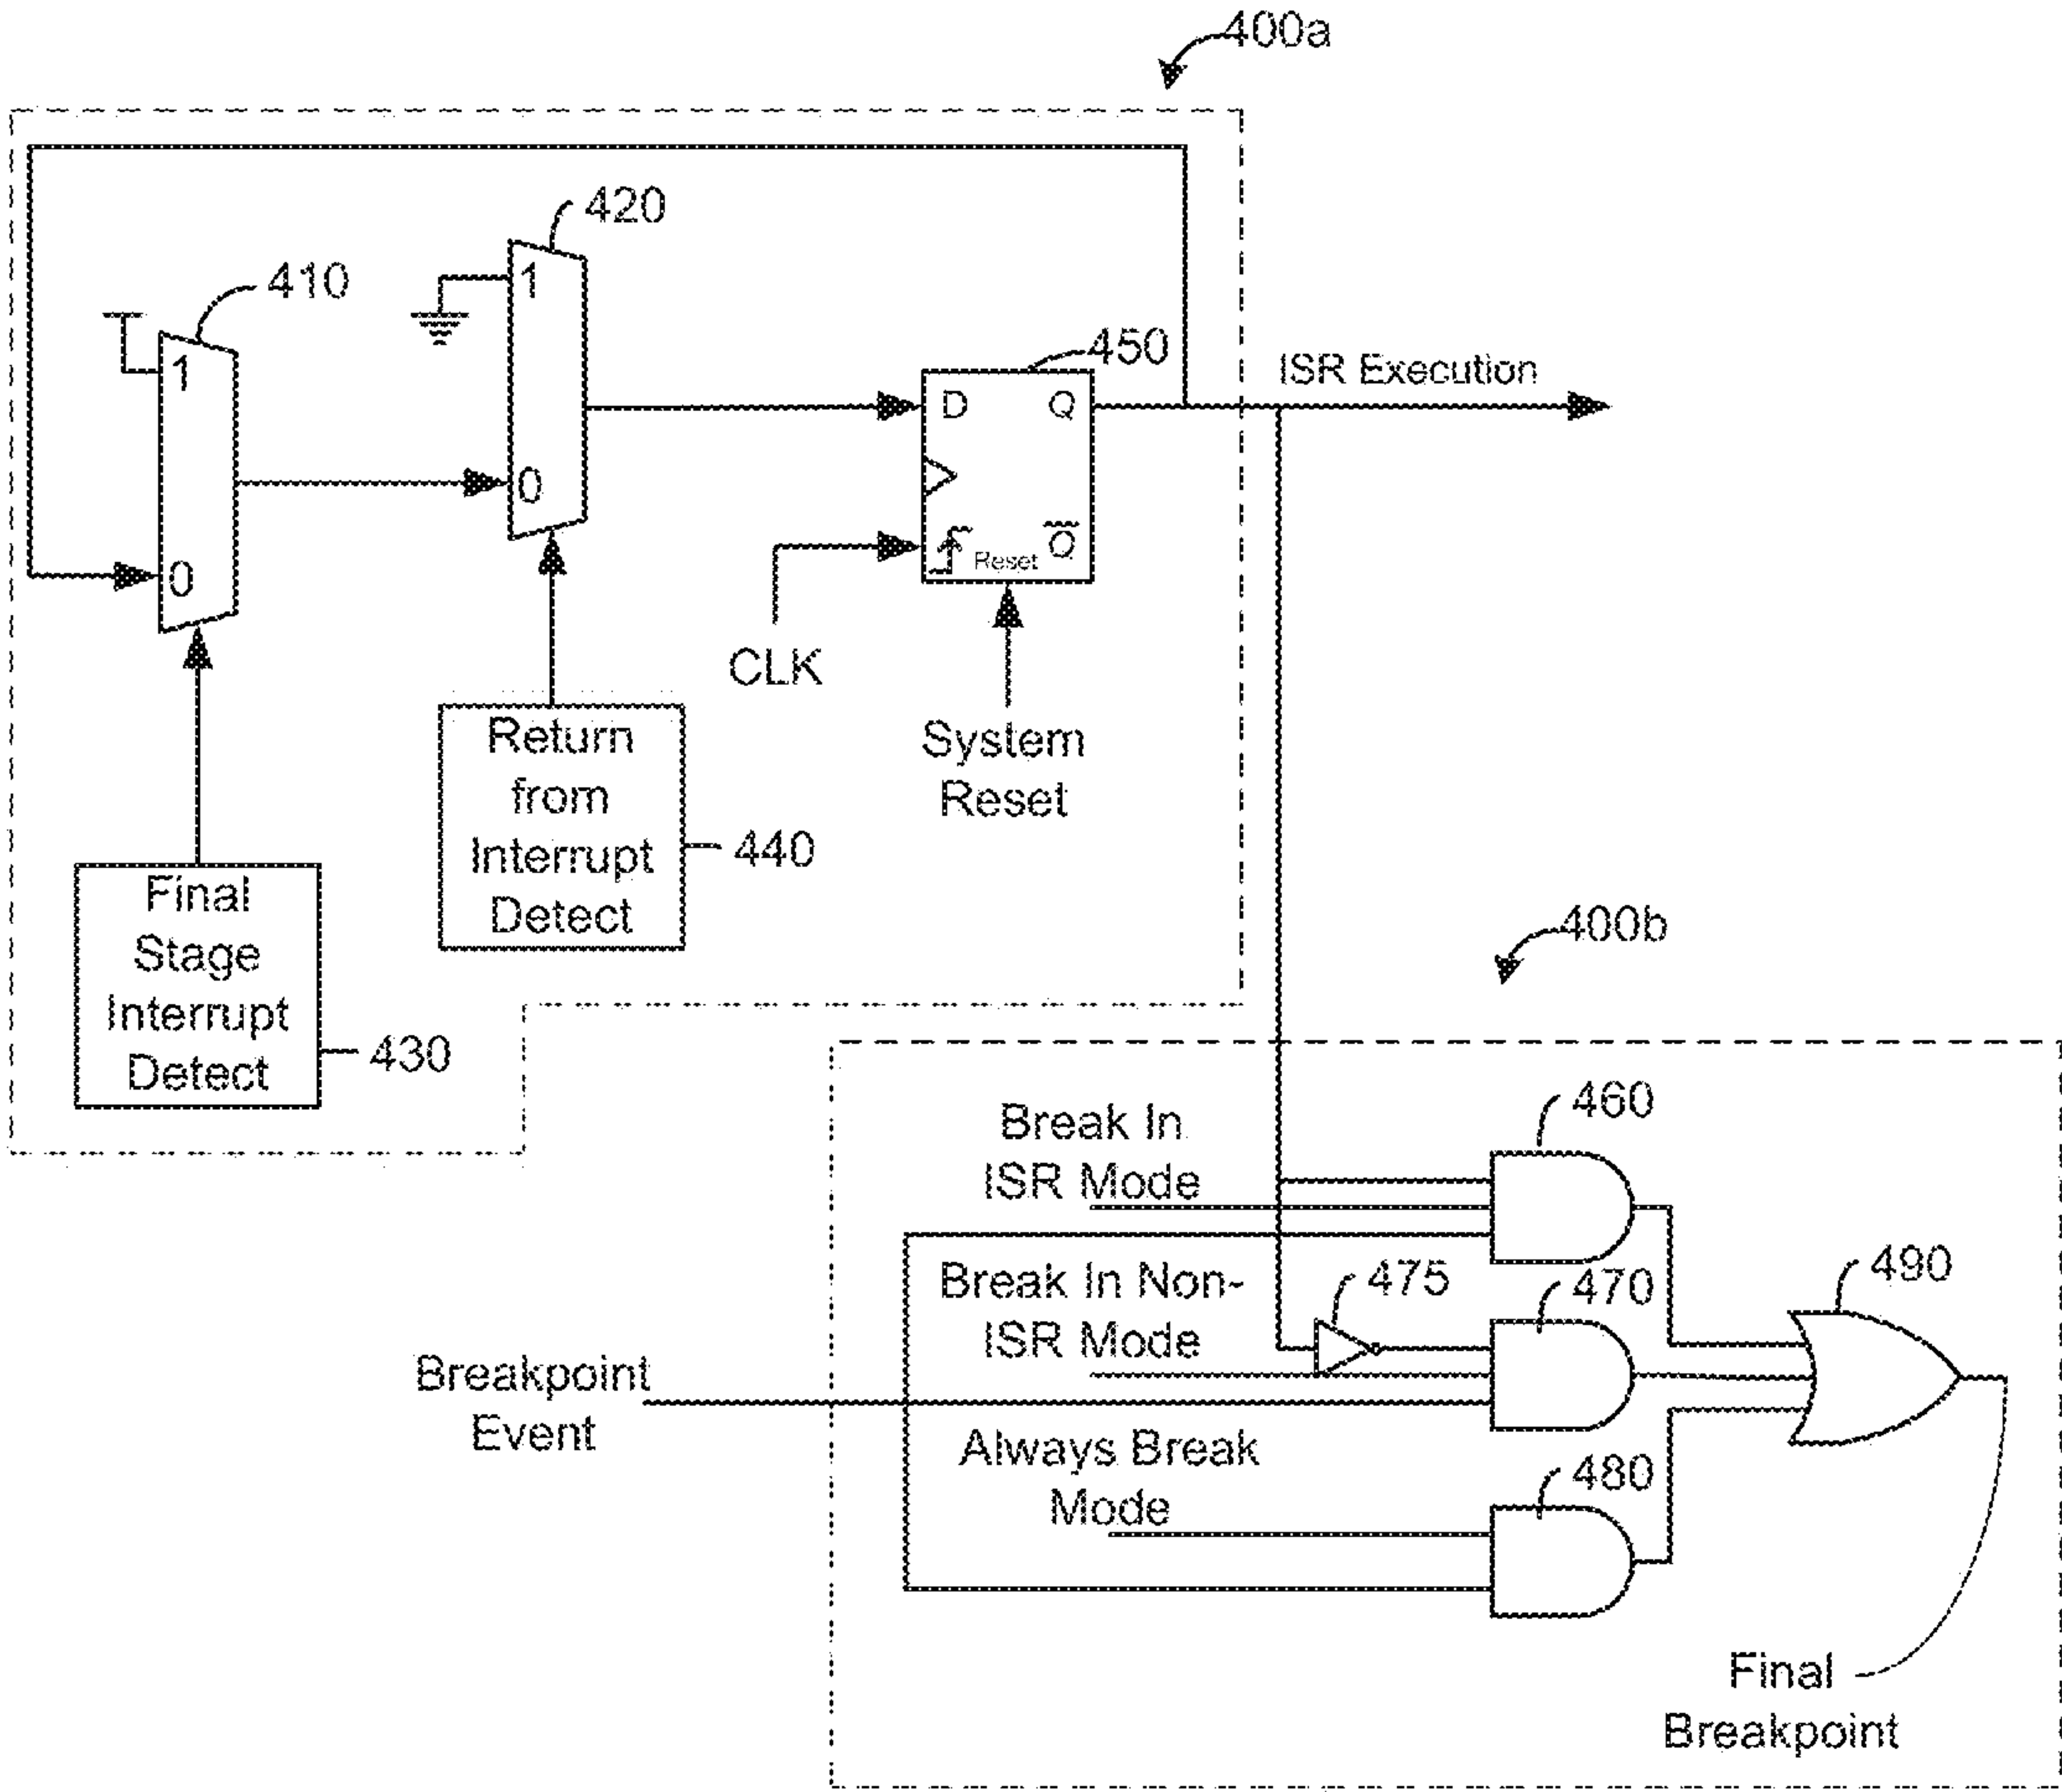 400a
420
410
1
1
450
ISR Execution
D
Q
0
0
Reset
Q
CLK
System
Reset
Return
from
Interrupt
Detect
440
Final
Stage
Interrupt
Detect
430
400b
460
Break In
ISR Mode
Break In Non-
ISR Mode
475
470
490
Breakpoint
Event
Always Break
Mode
480
Final
Breakpoint